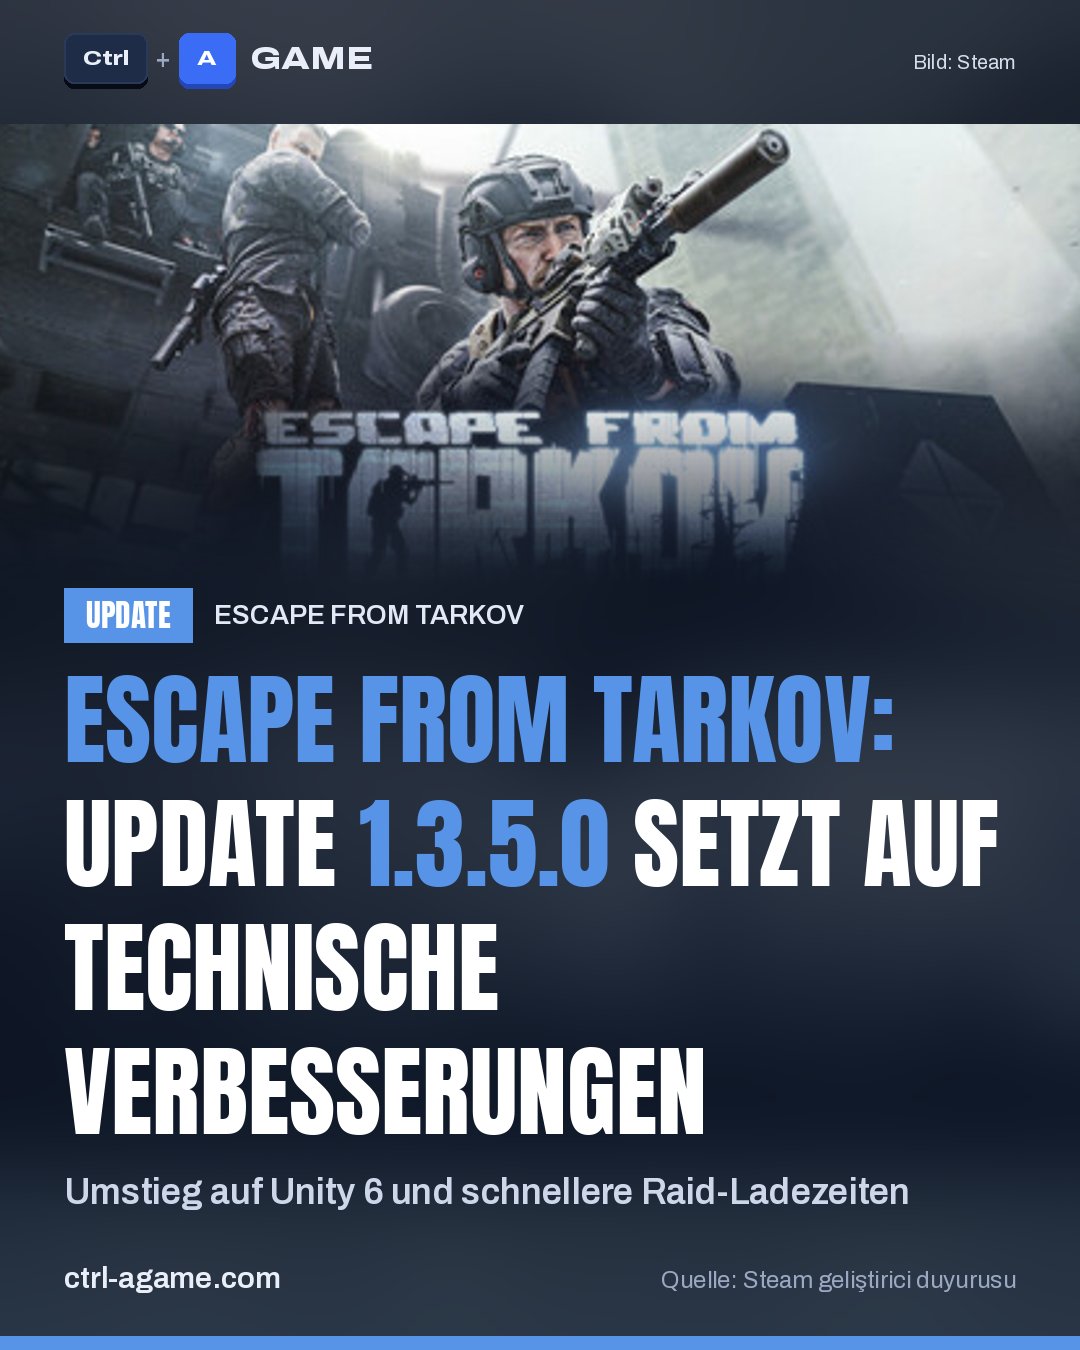 Ctrl + A GAME
Bild: Steam
ESCAPE FROM
TARKOV
UPDATE ESCAPE FROM TARKOV
ESCAPE FROM TARKOV:
UPDATE 1.3.5.0 SETZT AUF
TECHNISCHE
VERBESSERUNGEN
Umstieg auf Unity 6 und schnellere Raid-Ladezeiten
ctrl-agame.com
Quelle: Steam geliştirici duyurusu